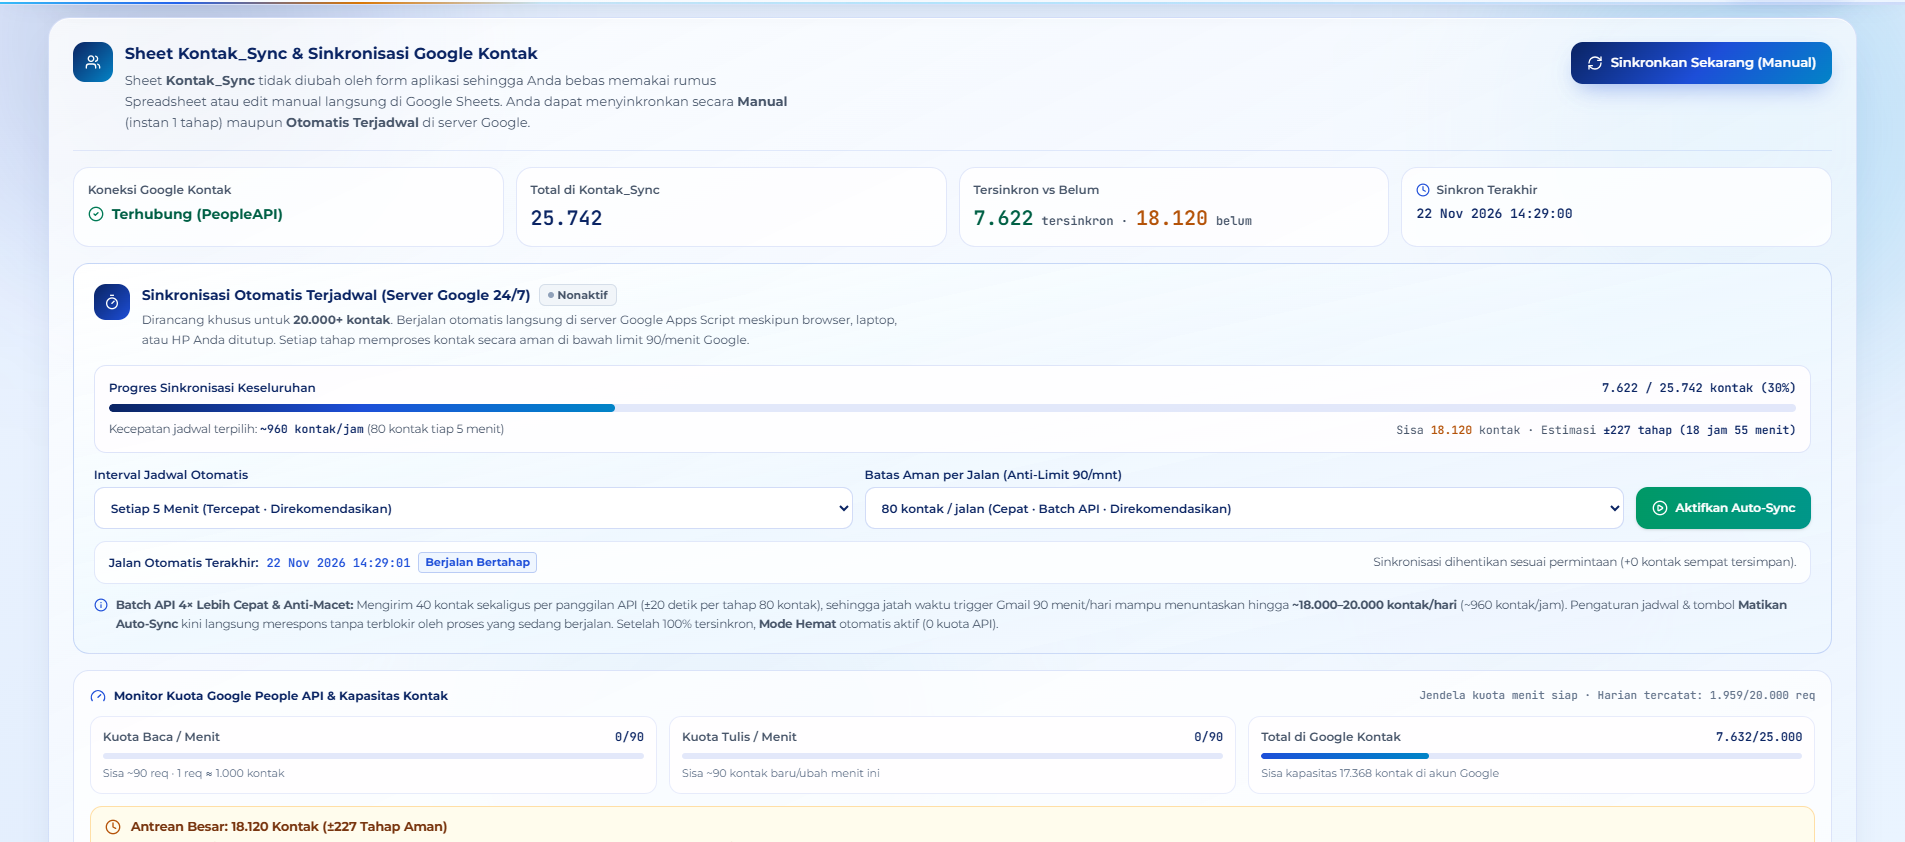 Sheet Kontak_Sync & Sinkronisasi Google Kontak
Sheet Kontak_Sync tidak diubah oleh form aplikasi sehingga Anda bebas memakai rumus
Spreadsheet atau edit manual langsung di Google Sheets. Anda dapat menyinkronkan secara Manual
(instan 1 tahap) maupun Otomatis Terjadwal di server Google.
Sinkronkan Sekarang (Manual)
Koneksi Google Kontak
Terhubung (PeopleAPI)
Total di Kontak_Sync
25.742
Tersinkron vs Belum
7.622 tersinkron · 18.120 belum
Sinkron Terakhir
22 Nov 2026 14:29:00
Sinkronisasi Otomatis Terjadwal (Server Google 24/7)
Nonaktif
Dirancang khusus untuk 20.000+ kontak. Berjalan otomatis langsung di server Google Apps Script meskipun browser, laptop,
atau HP Anda ditutup. Setiap tahap memproses kontak secara aman di bawah limit 90/menit Google.
Progres Sinkronisasi Keseluruhan
7.622 / 25.742 kontak (30%)
Kecepatan jadwal terpilih: ~960 kontak/jam (80 kontak tiap 5 menit)
Sisa 18.120 kontak · Estimasi ±227 tahap (18 jam 55 menit)
Interval Jadwal Otomatis
Setiap 5 Menit (Tercepat · Direkomendasikan)
Batas Aman per Jalan (Anti-Limit 90/mnt)
80 kontak / jalan (Cepat · Batch API · Direkomendasikan)
Aktifkan Auto-Sync
Jalan Otomatis Terakhir: 22 Nov 2026 14:29:01 Berjalan Bertahap
Sinkronisasi dihentikan sesuai permintaan (+0 kontak sempat tersimpan).
Batch API 4× Lebih Cepat & Anti-Macet: Mengirim 40 kontak sekaligus per panggilan API (±20 detik per tahap 80 kontak), sehingga jatah waktu trigger Gmail 90 menit/hari mampu menuntaskan hingga ~18.000–20.000 kontak/hari (~960 kontak/jam). Pengaturan jadwal & tombol Matikan
Auto-Sync kini langsung merespons tanpa terblokir oleh proses yang sedang berjalan. Setelah 100% tersinkron, Mode Hemat otomatis aktif (0 kuota API).
Monitor Kuota Google People API & Kapasitas Kontak
Jendela kuota menit siap · Harian tercatat: 1.959/20.000 req
Kuota Baca / Menit
0/90
Sisa ~90 req · 1 req ≈ 1.000 kontak
Kuota Tulis / Menit
0/90
Sisa ~90 kontak baru/ubah menit ini
Total di Google Kontak
7.632/25.000
Sisa kapasitas 17.368 kontak di akun Google
Antrean Besar: 18.120 Kontak (±227 Tahap Aman)